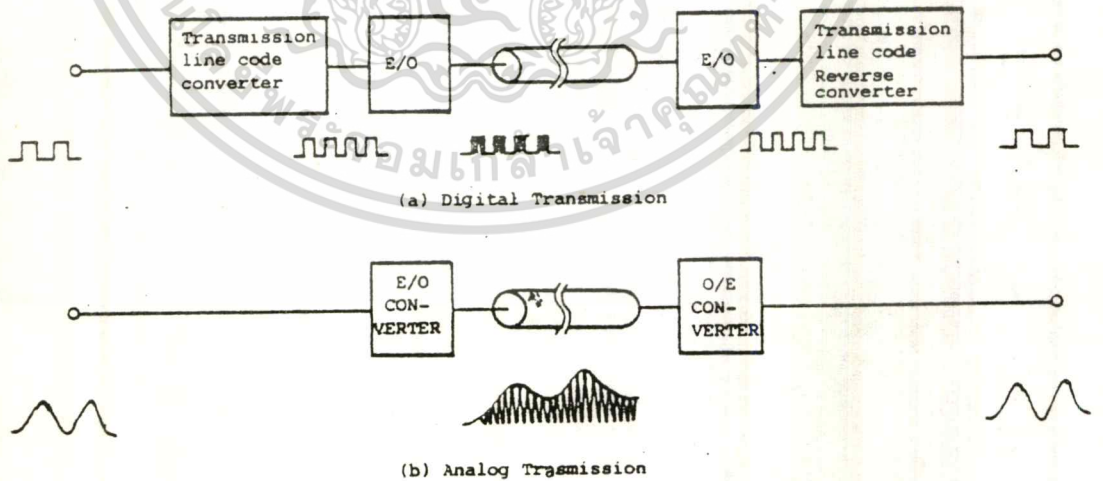 Transmission
line code
converter
E/O
E/O
Transmission
line code
Reverse
converter
(a) Digital Transmission
E/O
CON-
VERTER
O/E
CON-
VERTER
(b) Analog Trasmission